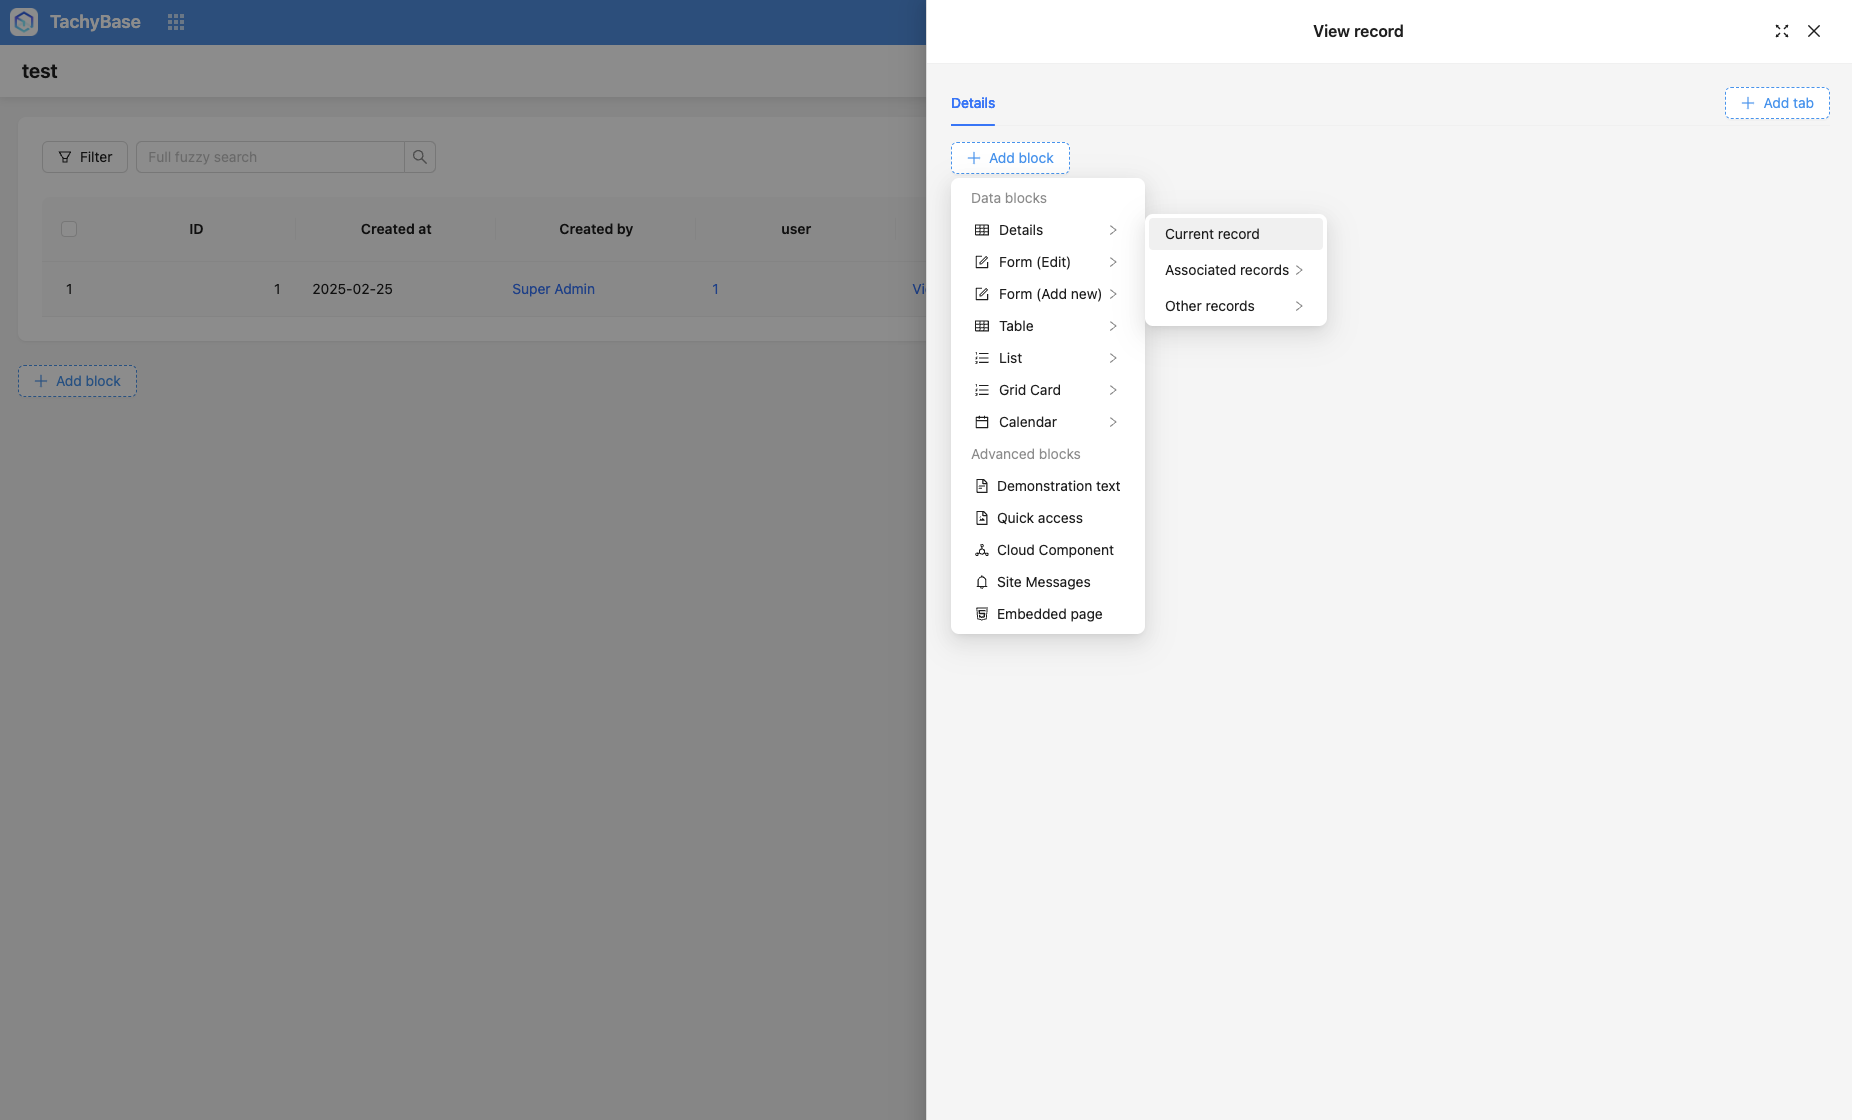 TachyBase
test
Filter
Full fuzzy search
ID Created at Created by user
1 1 2025-02-25 Super Admin 1 Vi
Add block
View record
Details
Add tab
Add block
Data blocks
Details
Form (Edit)
Form (Add new)
Table
List
Grid Card
Calendar
Advanced blocks
Demonstration text
Quick access
Cloud Component
Site Messages
Embedded page
Current record
Associated records
Other records